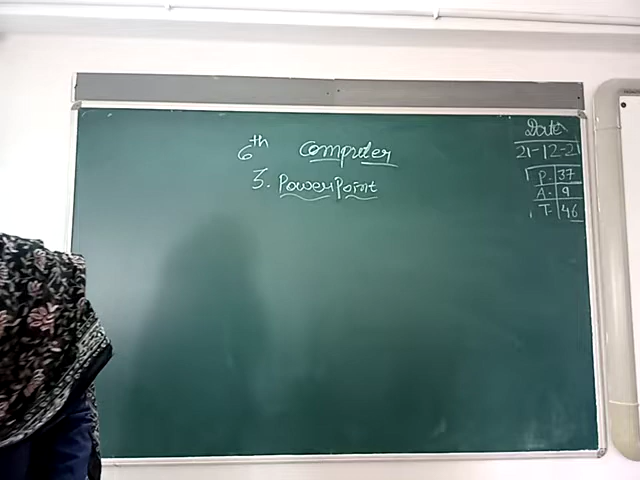 6th Computer
3. PowerPoint
Date
21-12-21
P. 37
A. 9
T. 46